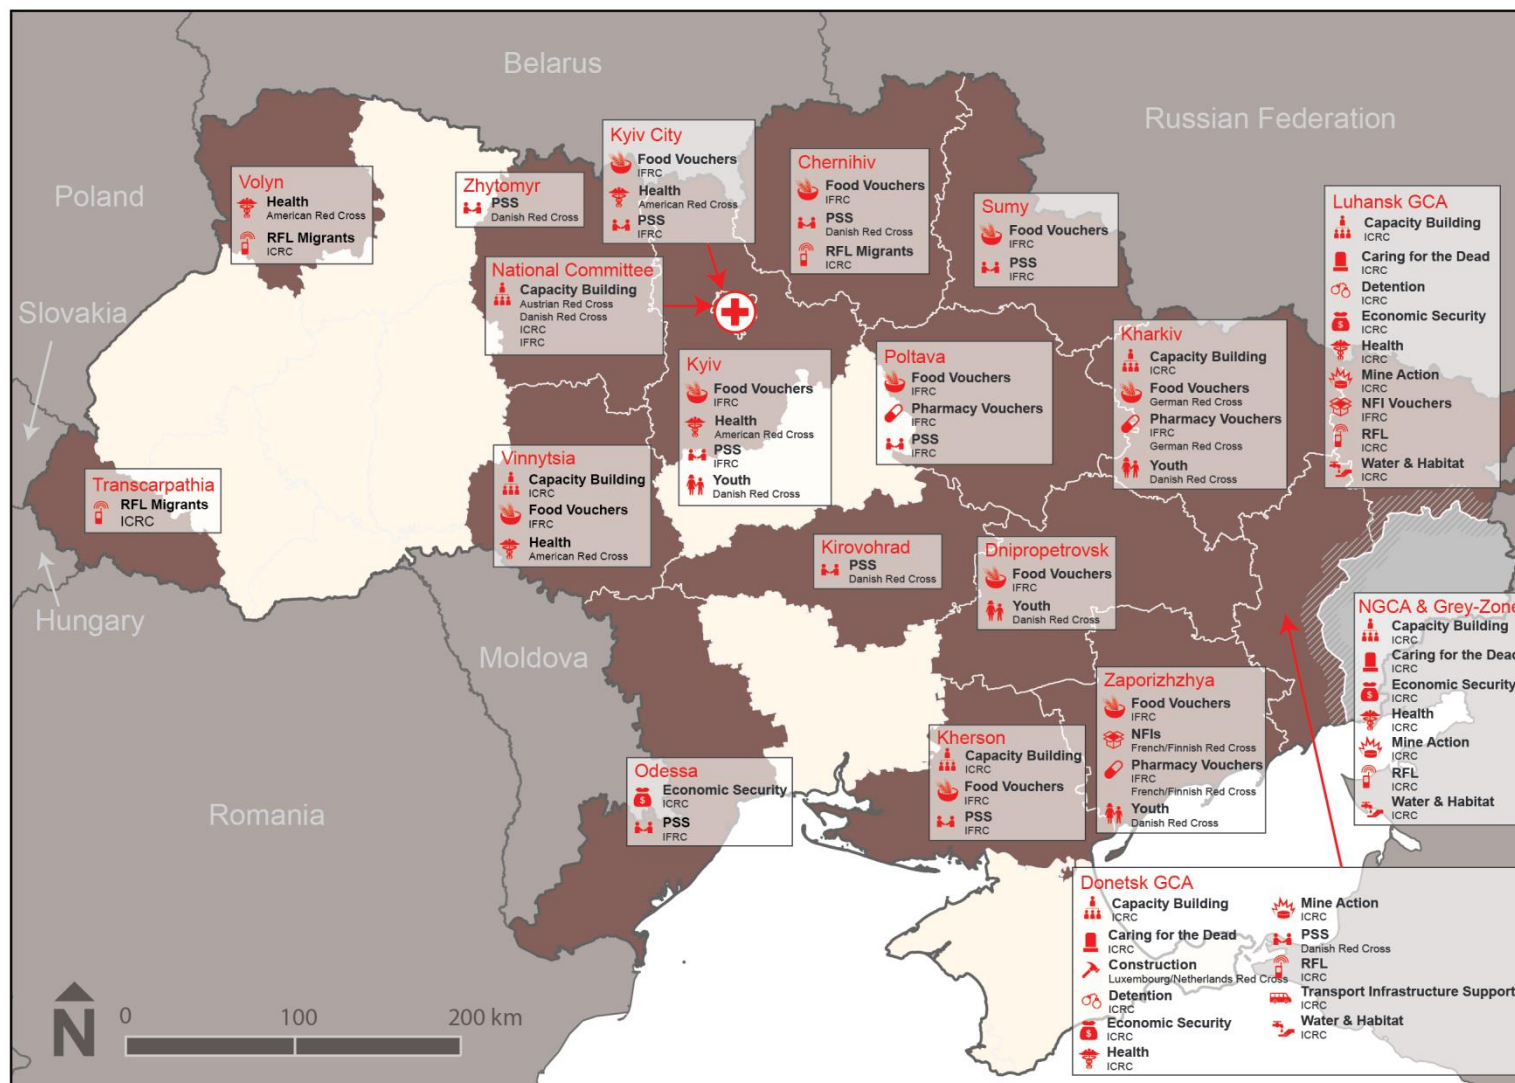 Belarus
Russian Federation
Poland
Slovakia
Hungary
Moldova
Romania
Volyn
Health
American Red Cross
RFL Migrants
ICRC
Zhytomyr
PSS
Danish Red Cross
Kyiv City
Food Vouchers
IFRC
Health
American Red Cross
PSS
IFRC
Chernihiv
Food Vouchers
IFRC
PSS
Danish Red Cross
RFL Migrants
ICRC
Sumy
Food Vouchers
IFRC
PSS
IFRC
Luhansk GCA
Capacity Building
ICRC
Caring for the Dead
ICRC
Detention
ICRC
Economic Security
ICRC
Health
ICRC
Mine Action
ICRC
NFI Vouchers
IFRC
RFL
ICRC
Water & Habitat
ICRC
National Committee
Capacity Building
Austrian Red Cross
Danish Red Cross
ICRC
IFRC
Kyiv
Food Vouchers
IFRC
Health
American Red Cross
PSS
IFRC
Youth
Danish Red Cross
Poltava
Food Vouchers
IFRC
Pharmacy Vouchers
IFRC
PSS
IFRC
Kharkiv
Capacity Building
ICRC
Food Vouchers
German Red Cross
Pharmacy Vouchers
IFRC
German Red Cross
Youth
Danish Red Cross
Transcarpathia
RFL Migrants
ICRC
Vinnytsia
Capacity Building
ICRC
Food Vouchers
IFRC
Health
American Red Cross
Kirovohrad
PSS
Danish Red Cross
Dnipropetrovsk
Food Vouchers
IFRC
Youth
Danish Red Cross
NGCA & Grey-Zone
Capacity Building
ICRC
Caring for the Dead
ICRC
Economic Security
ICRC
Health
ICRC
Mine Action
ICRC
RFL
ICRC
Water & Habitat
ICRC
Zaporizhzhya
Food Vouchers
IFRC
NFIs
French/Finnish Red Cross
Pharmacy Vouchers
IFRC
French/Finnish Red Cross
Youth
Danish Red Cross
Kherson
Capacity Building
ICRC
Food Vouchers
IFRC
PSS
IFRC
Odessa
Economic Security
ICRC
PSS
IFRC
Donetsk GCA
Capacity Building
ICRC
Caring for the Dead
ICRC
Construction
Luxembourg/Netherlands Red Cross
Detention
ICRC
Economic Security
ICRC
Health
ICRC
Mine Action
ICRC
PSS
Danish Red Cross
RFL
ICRC
Transport Infrastructure Support
ICRC
Water & Habitat
ICRC
N
0 100 200 km